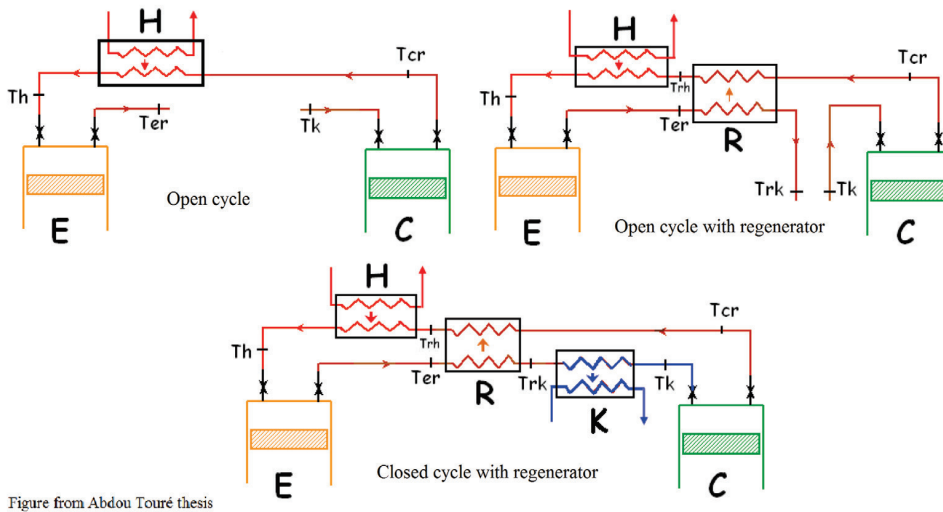 H
Tcr
Th
Ter
Tk
E
Open cycle
C
H
Tcr
Trh
Th
Ter
R
Trk
Tk
E
Open cycle with regenerator
C
H
Tcr
Trh
Th
Ter
Trk
Tk
R
K
E
Closed cycle with regenerator
C
Figure from Abdou Touré thesis